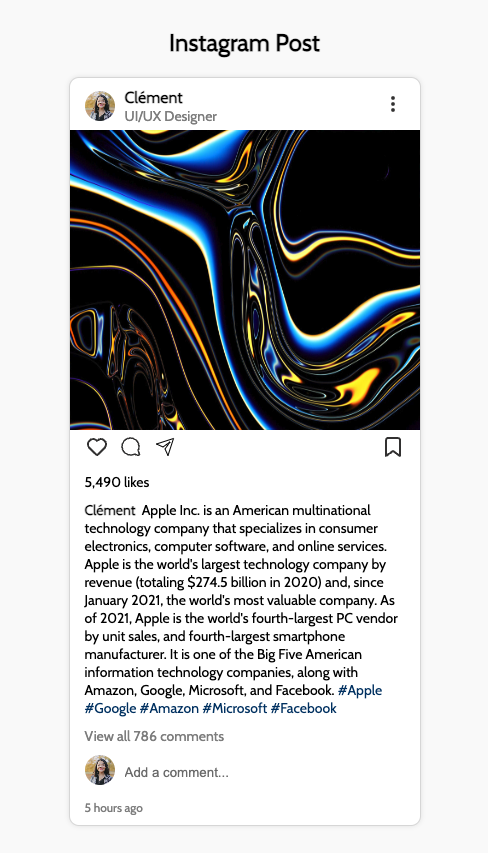 Instagram Post
Clément
UI/UX Designer
5,490 likes
Clément Apple Inc. is an American multinational
technology company that specializes in consumer
electronics, computer software, and online services.
Apple is the world's largest technology company by
revenue (totaling $274.5 billion in 2020) and, since
January 2021, the world's most valuable company. As
of 2021, Apple is the world's fourth-largest PC vendor
by unit sales, and fourth-largest smartphone
manufacturer. It is one of the Big Five American
information technology companies, along with
Amazon, Google, Microsoft, and Facebook. #Apple
#Google #Amazon #Microsoft #Facebook
View all 786 comments
Add a comment...
5 hours ago